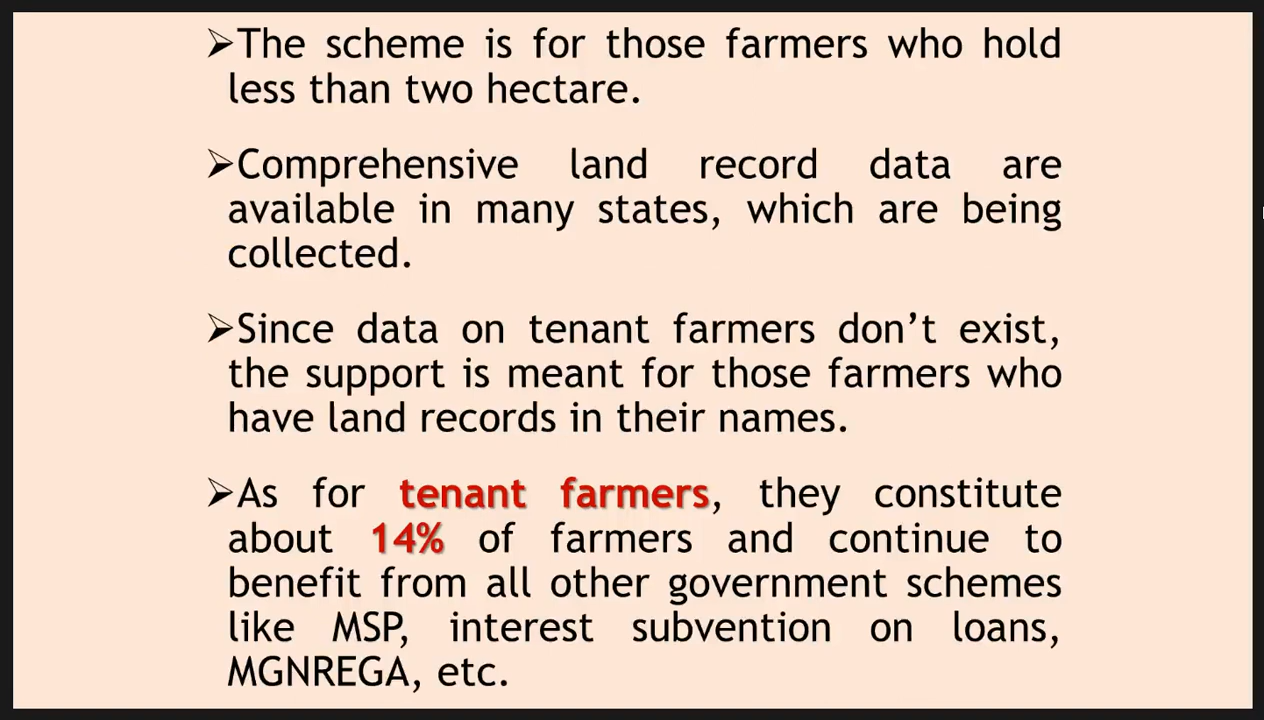 ➢The scheme is for those farmers who hold
less than two hectare.
➢Comprehensive land record data are
available in many states, which are being
collected.
➢Since data on tenant farmers don’t exist,
the support is meant for those farmers who
have land records in their names.
➢As for tenant farmers, they constitute
about 14% of farmers and continue to
benefit from all other government schemes
like MSP, interest subvention on loans,
MGNREGA, etc.